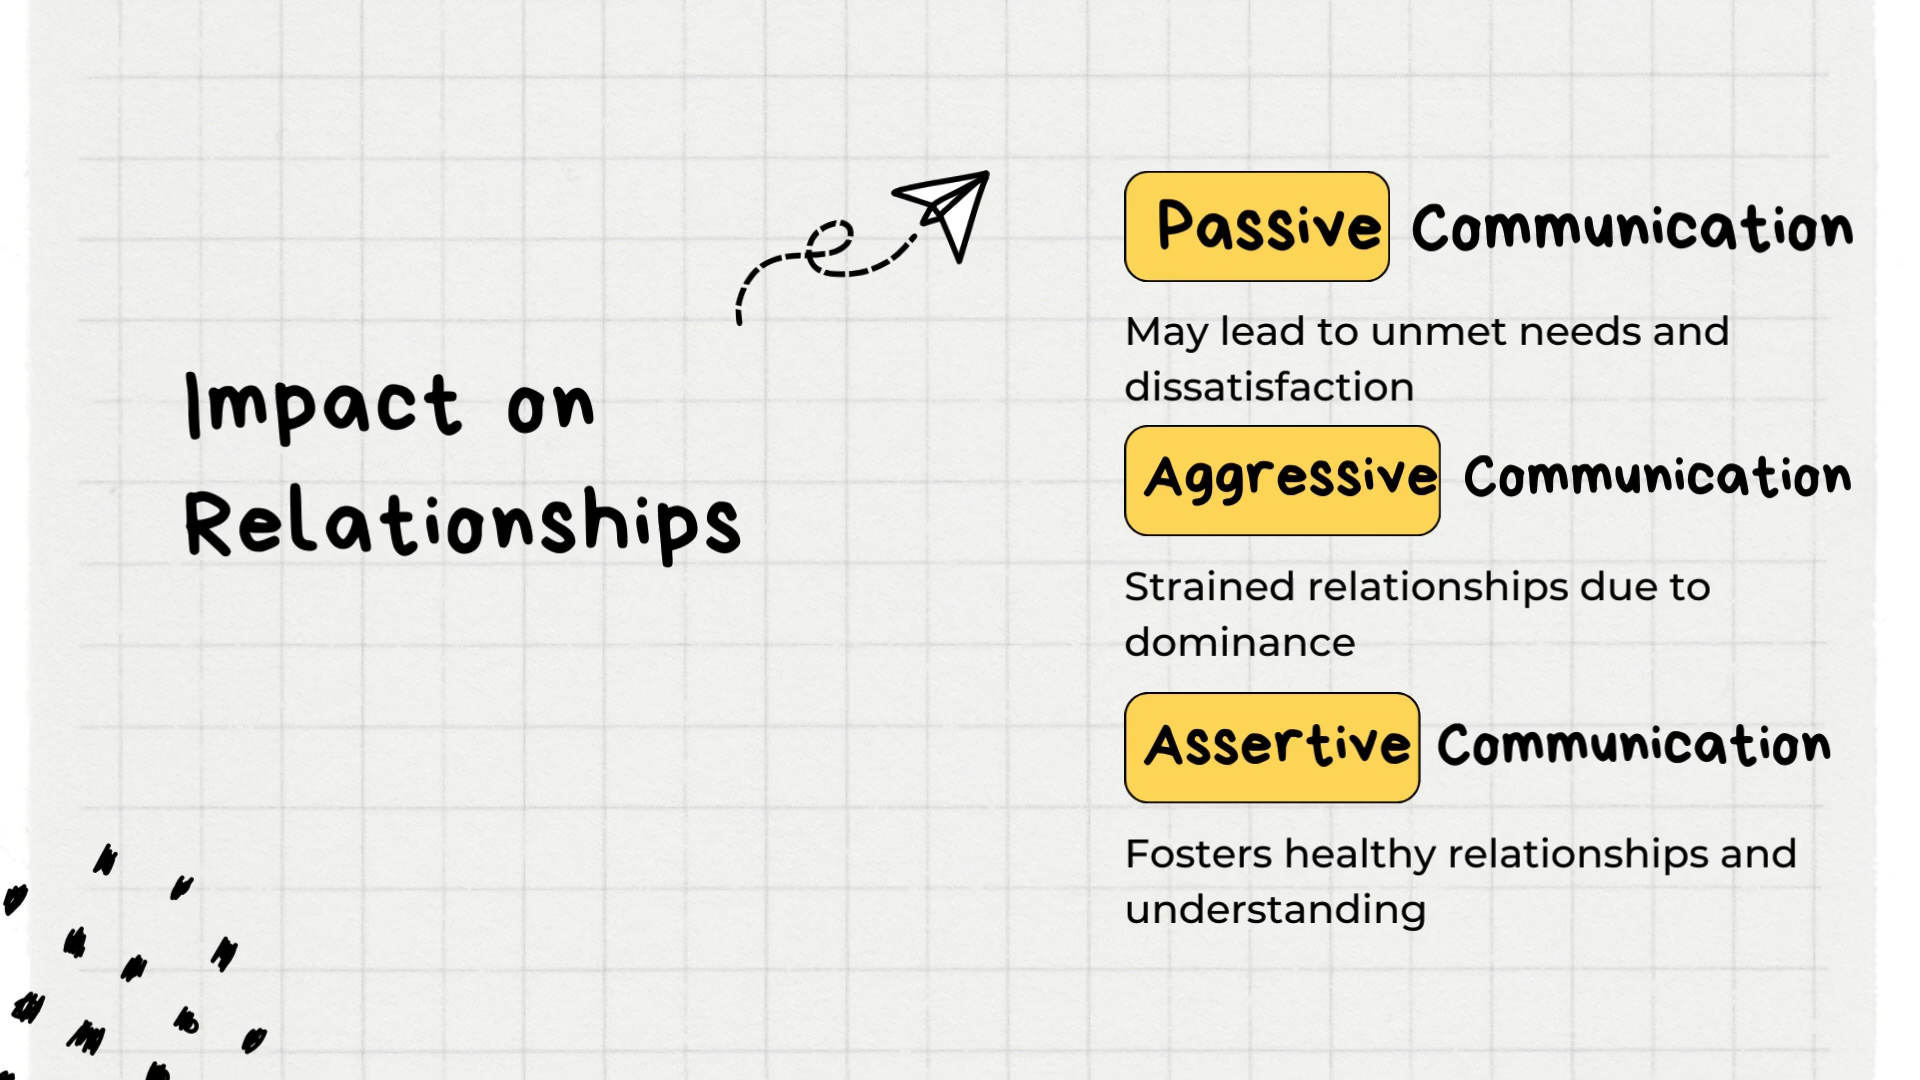 Impact on
Relationships
Passive Communication
May lead to unmet needs and
dissatisfaction
Aggressive Communication
Strained relationships due to
dominance
Assertive Communication
Fosters healthy relationships and
understanding